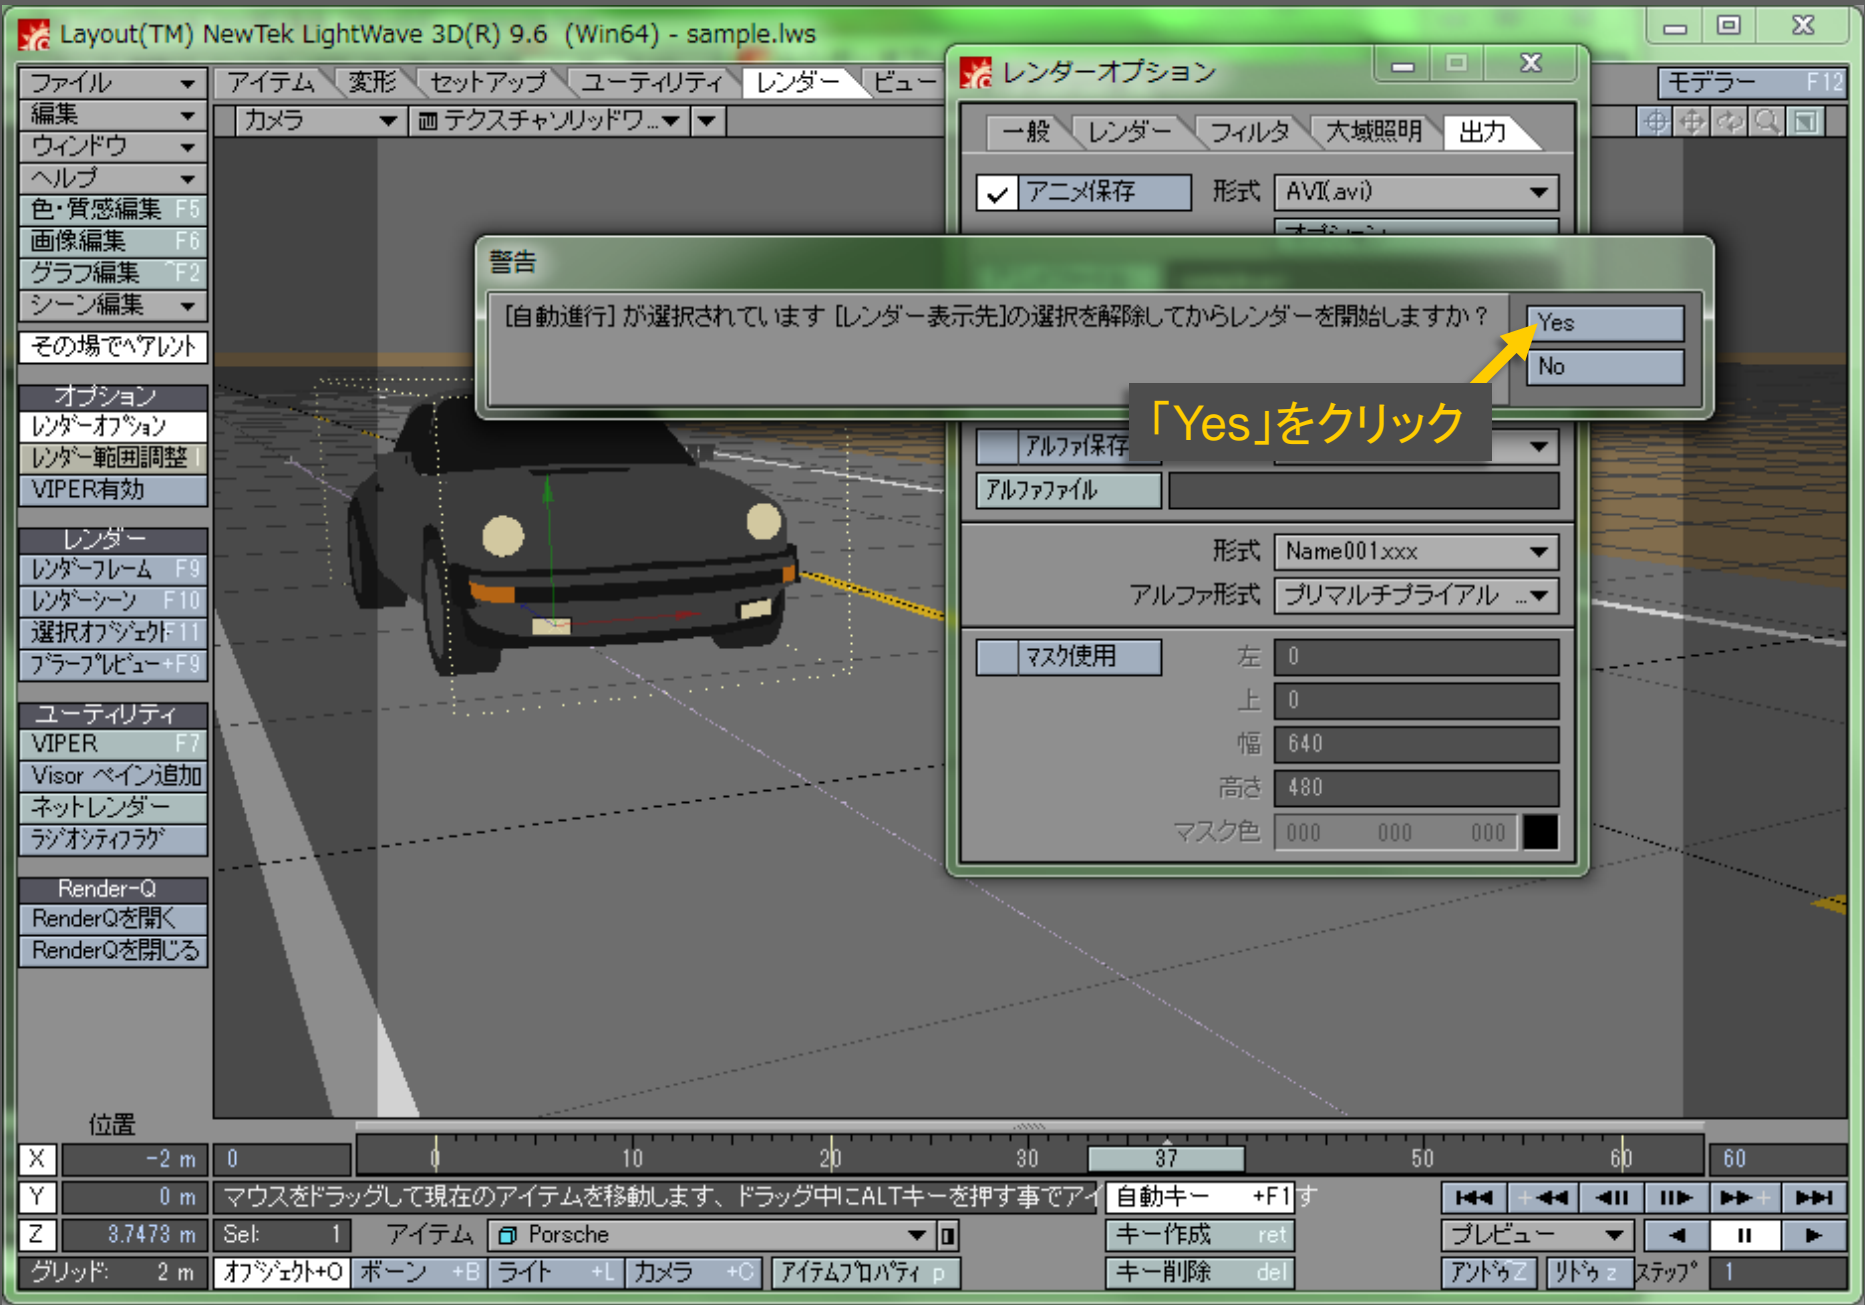 Layout(TM) NewTek LightWave 3D(R) 9.6 (Win64) - sample.lws
ファイル
編集
ウィンドウ
ヘルプ
色・質感編集 F5
画像編集 F6
グラフ編集 ^F2
シーン編集
その場でペアレント
オプション
レンダーオプション
レンダー範囲調整 l
VIPER有効
レンダー
レンダーフレーム F9
レンダーシーン F10
選択オブジェクト F11
ブラープレビュー +F9
ユーティリティ
VIPER F7
Visor ペイン追加
ネットレンダー
ラジオシティフラグ
Render-Q
RenderQを開く
RenderQを閉じる
アイテム 変形 セットアップ ユーティリティ レンダー ビュー
モデラー F12
カメラ テクスチャソリッドワ...
レンダーオプション
一般 レンダー フィルタ 大域照明 出力
アニメ保存 形式 AVI(.avi)
オプション
警告
[自動進行] が選択されています [レンダー表示先]の選択を解除してからレンダーを開始しますか？
Yes
No
「Yes」をクリック
アルファ保存
アルファファイル
形式 Name001.xxx
アルファ形式 プリマルチプライアル ...
マスク使用 左 0
上 0
幅 640
高さ 480
マスク色 000 000 000
位置
X -2 m 0
0 10 20 30 37 50 60
60
Y 0 m マウスをドラッグして現在のアイテムを移動します、ドラッグ中にALTキーを押す事でアイ
自動キー +F1 す
Z 3.7473 m Sel: 1 アイテム Porsche
キー作成 ret
プレビュー
グリッド: 2 m オブジェクト+O ボーン +B ライト +L カメラ +C アイテムプロパティ p
キー削除 del
アンドゥ ^Z リドゥ z ステップ 1